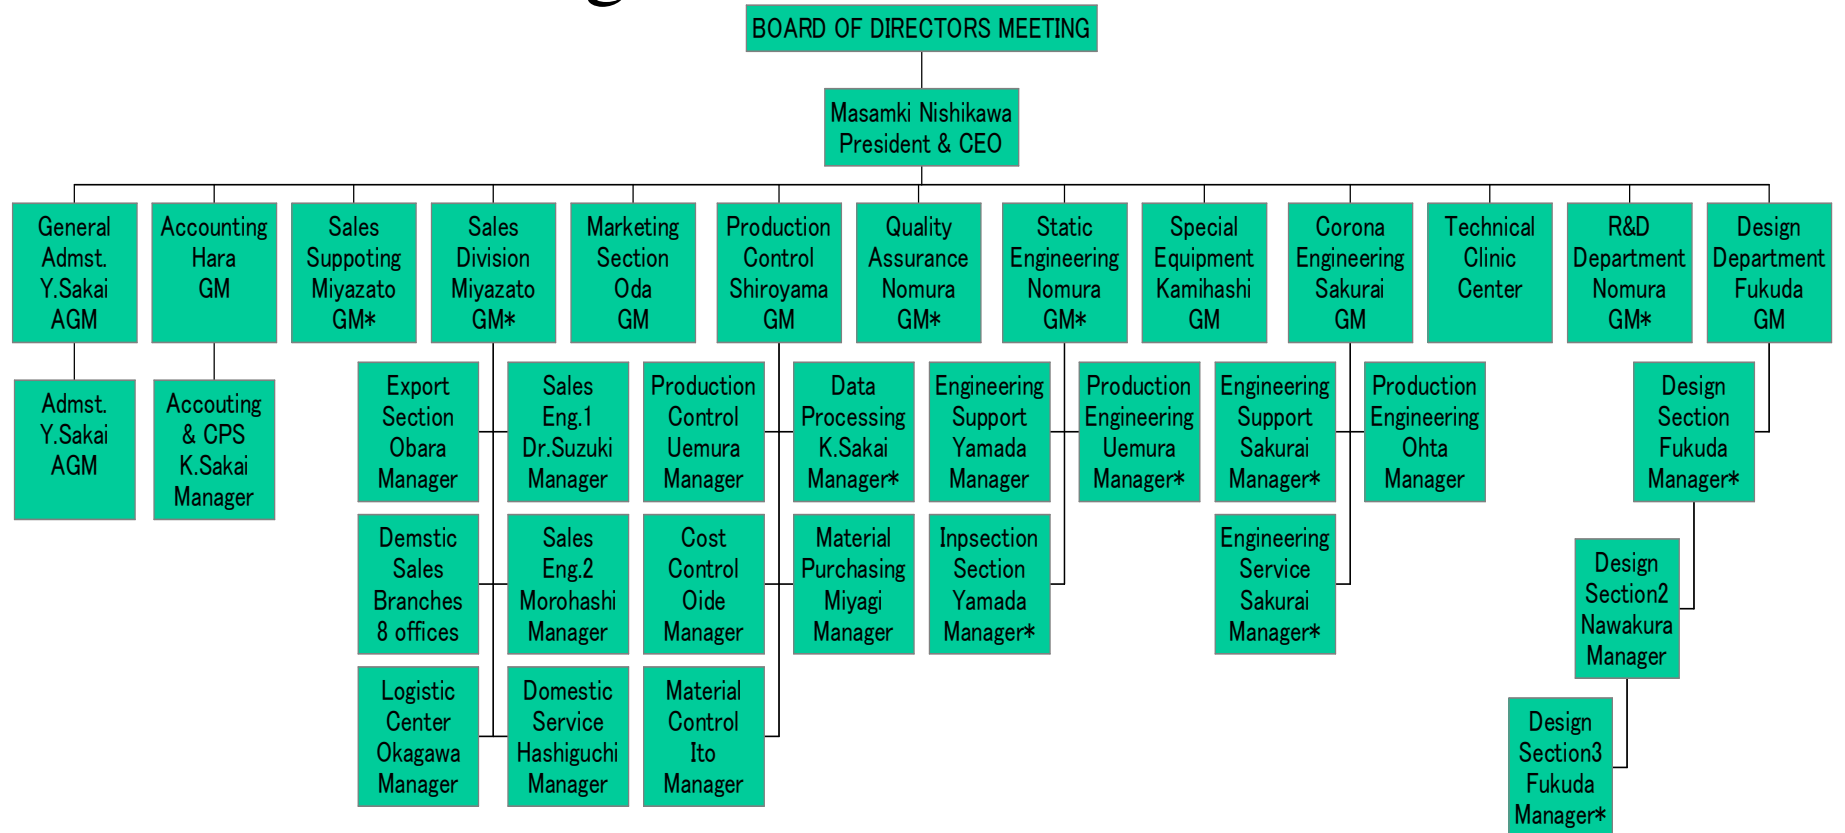 BOARD OF DIRECTORS MEETING
Masamki Nishikawa
President & CEO
General
Admst.
Y.Sakai
AGM
Accounting
Hara
GM
Sales
Suppoting
Miyazato
GM*
Sales
Division
Miyazato
GM*
Marketing
Section
Oda
GM
Production
Control
Shiroyama
GM
Quality
Assurance
Nomura
GM*
Static
Engineering
Nomura
GM*
Special
Equipment
Kamihashi
GM
Corona
Engineering
Sakurai
GM
Technical
Clinic
Center
R&D
Department
Nomura
GM*
Design
Department
Fukuda
GM
Admst.
Y.Sakai
AGM
Accouting
& CPS
K.Sakai
Manager
Export
Section
Obara
Manager
Sales
Eng.1
Dr.Suzuki
Manager
Production
Control
Uemura
Manager
Data
Processing
K.Sakai
Manager*
Engineering
Support
Yamada
Manager
Production
Engineering
Uemura
Manager*
Engineering
Support
Sakurai
Manager*
Production
Engineering
Ohta
Manager
Design
Section
Fukuda
Manager*
Demstic
Sales
Branches
8 offices
Sales
Eng.2
Morohashi
Manager
Cost
Control
Oide
Manager
Material
Purchasing
Miyagi
Manager
Inpsection
Section
Yamada
Manager*
Engineering
Service
Sakurai
Manager*
Design
Section2
Nawakura
Manager
Logistic
Center
Okagawa
Manager
Domestic
Service
Hashiguchi
Manager
Material
Control
Ito
Manager
Design
Section3
Fukuda
Manager*